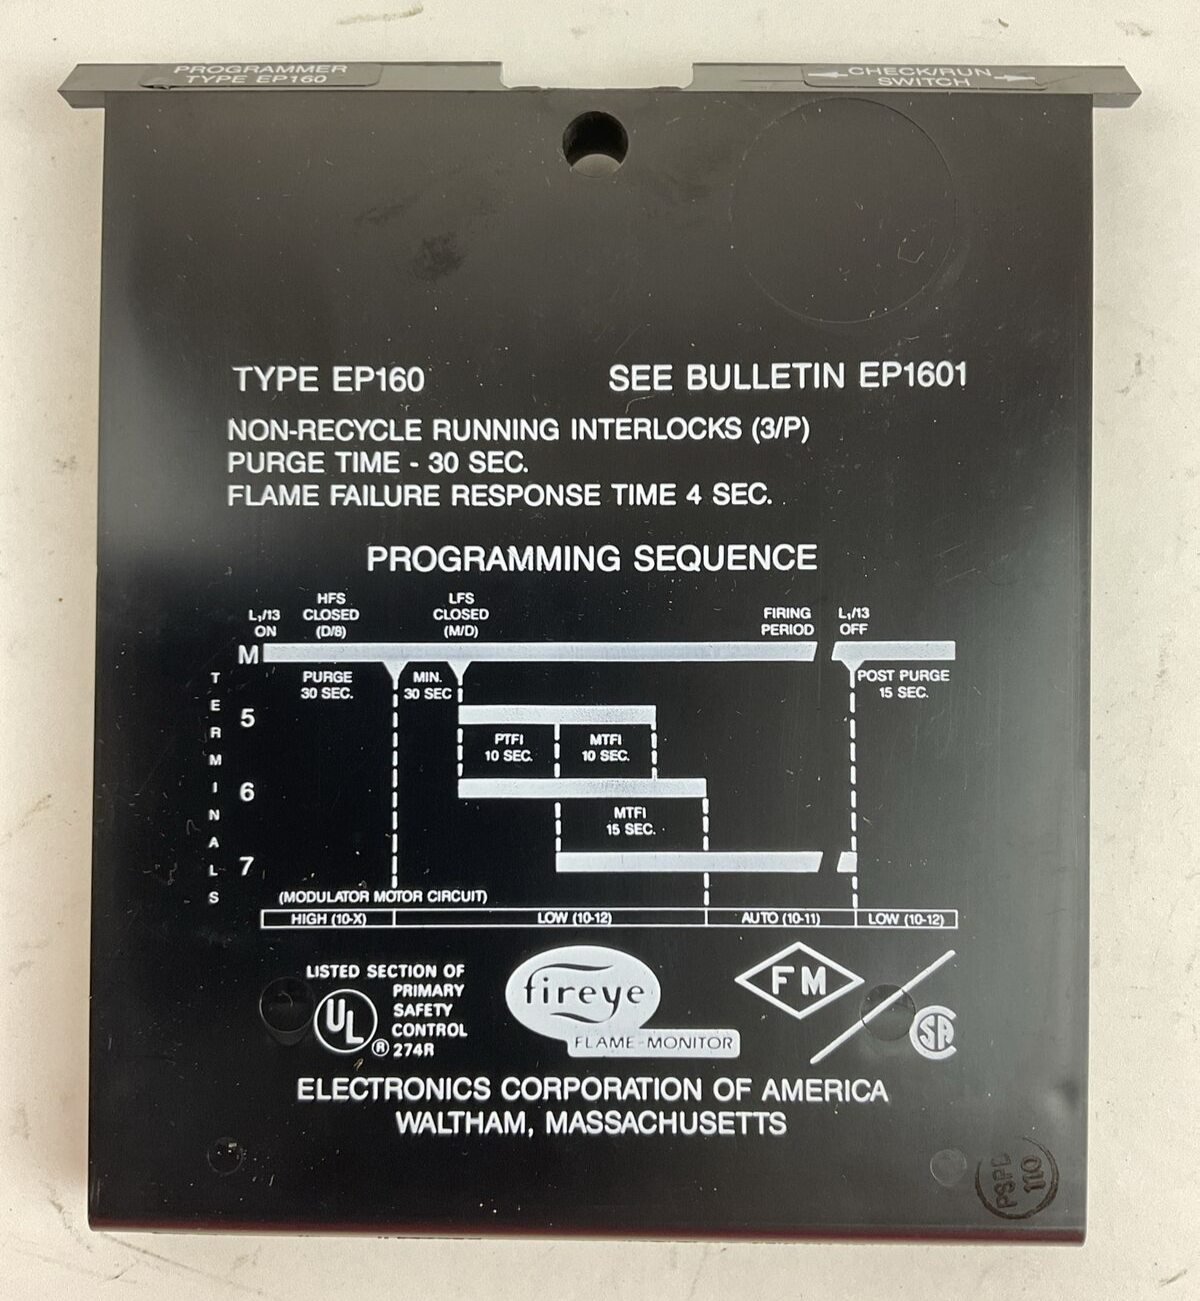 PROGRAMMER
TYPE EP160
CHECK/RUN
SWITCH
TYPE EP160 SEE BULLETIN EP1601
NON-RECYCLE RUNNING INTERLOCKS (3/P)
PURGE TIME - 30 SEC.
FLAME FAILURE RESPONSE TIME 4 SEC.
PROGRAMMING SEQUENCE
L₁/13
ON
HFS
CLOSED
(D/8)
LFS
CLOSED
(M/D)
FIRING
PERIOD
L₁/13
OFF
M
TERMINALS
PURGE
30 SEC.
MIN.
30 SEC
POST PURGE
15 SEC.
5
PTFI
10 SEC.
MTFI
10 SEC.
6
MTFI
15 SEC.
7
(MODULATOR MOTOR CIRCUIT)
HIGH (10-X) LOW (10-12) AUTO (10-11) LOW (10-12)
LISTED SECTION OF
PRIMARY
SAFETY
CONTROL
274R
UL
®
fireye
FLAME-MONITOR
FM
SA
ELECTRONICS CORPORATION OF AMERICA
WALTHAM, MASSACHUSETTS
PSPL
110